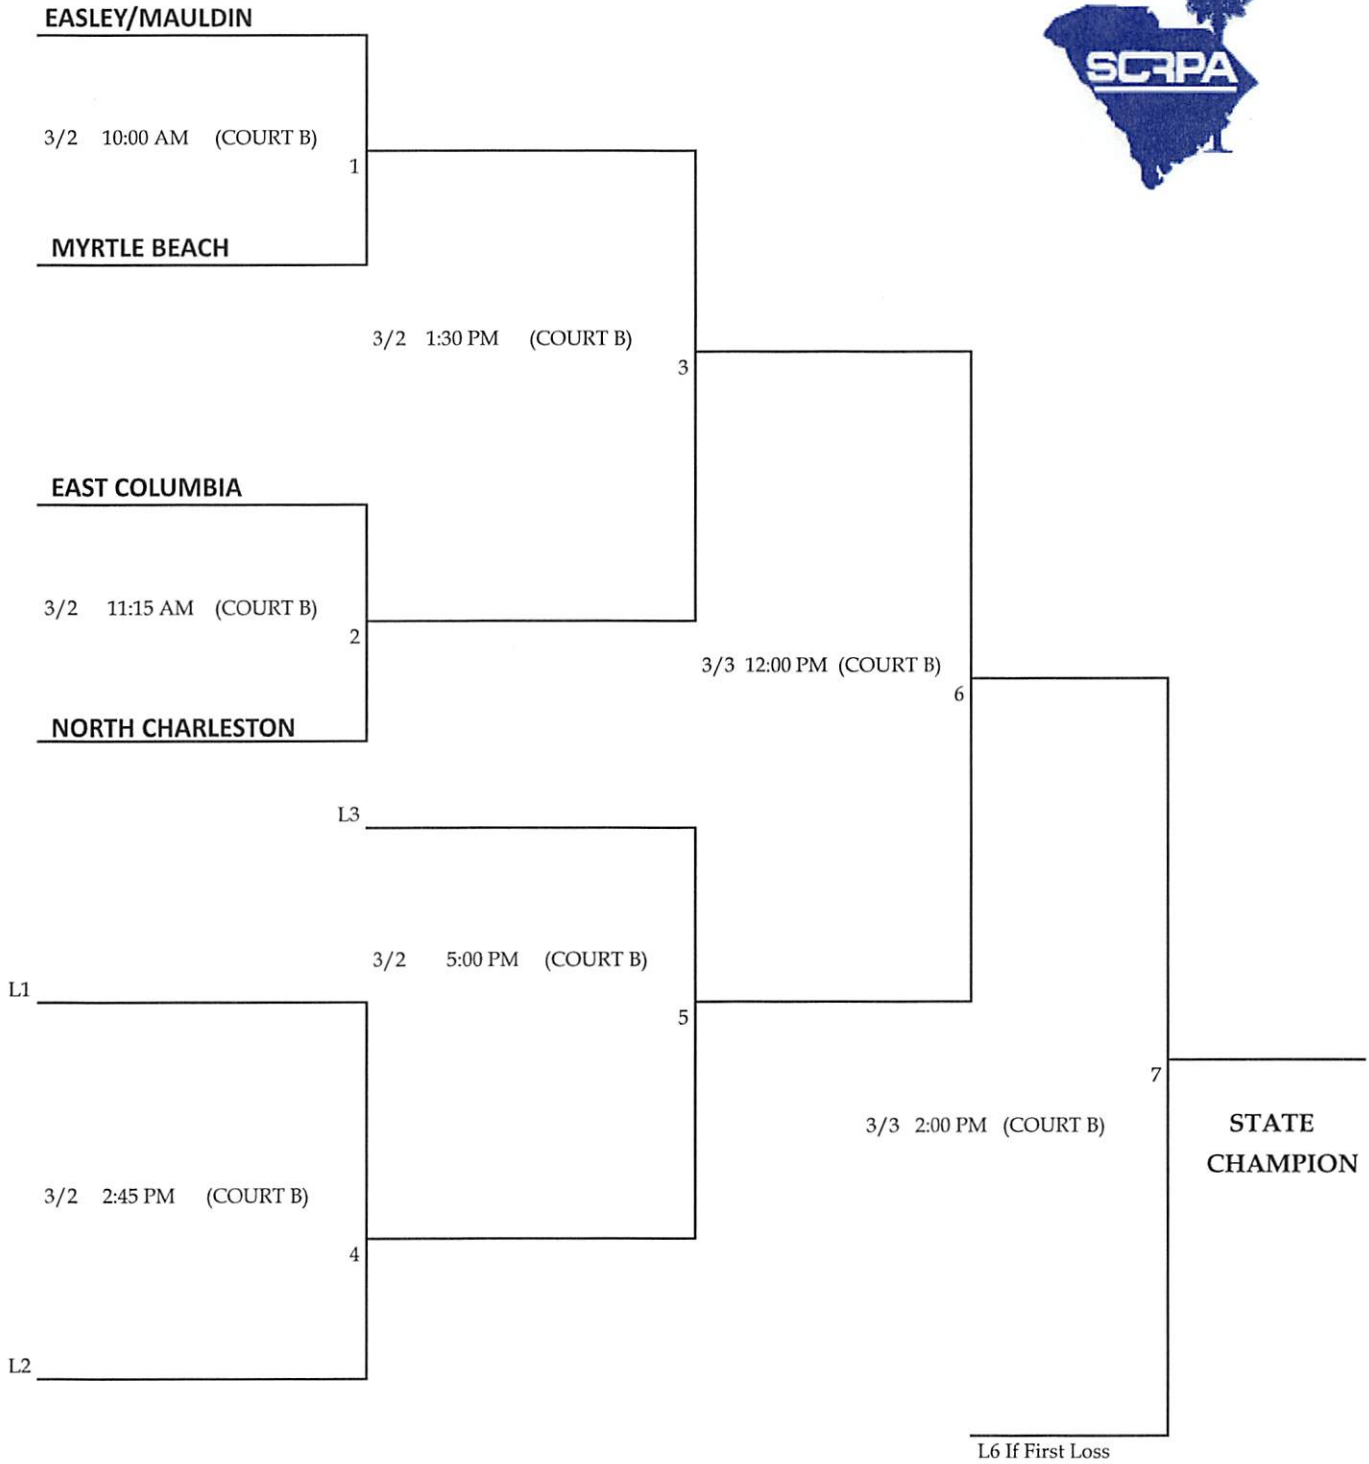 EASLEY/MAULDIN
SCRPA
3/2 10:00 AM (COURT B)
1
MYRTLE BEACH
3/2 1:30 PM (COURT B)
3
EAST COLUMBIA
3/2 11:15 AM (COURT B)
2
3/3 12:00 PM (COURT B)
6
NORTH CHARLESTON
L3
3/2 5:00 PM (COURT B)
L1
5
7
3/3 2:00 PM (COURT B)
STATE
CHAMPION
3/2 2:45 PM (COURT B)
4
L2
L6 If First Loss